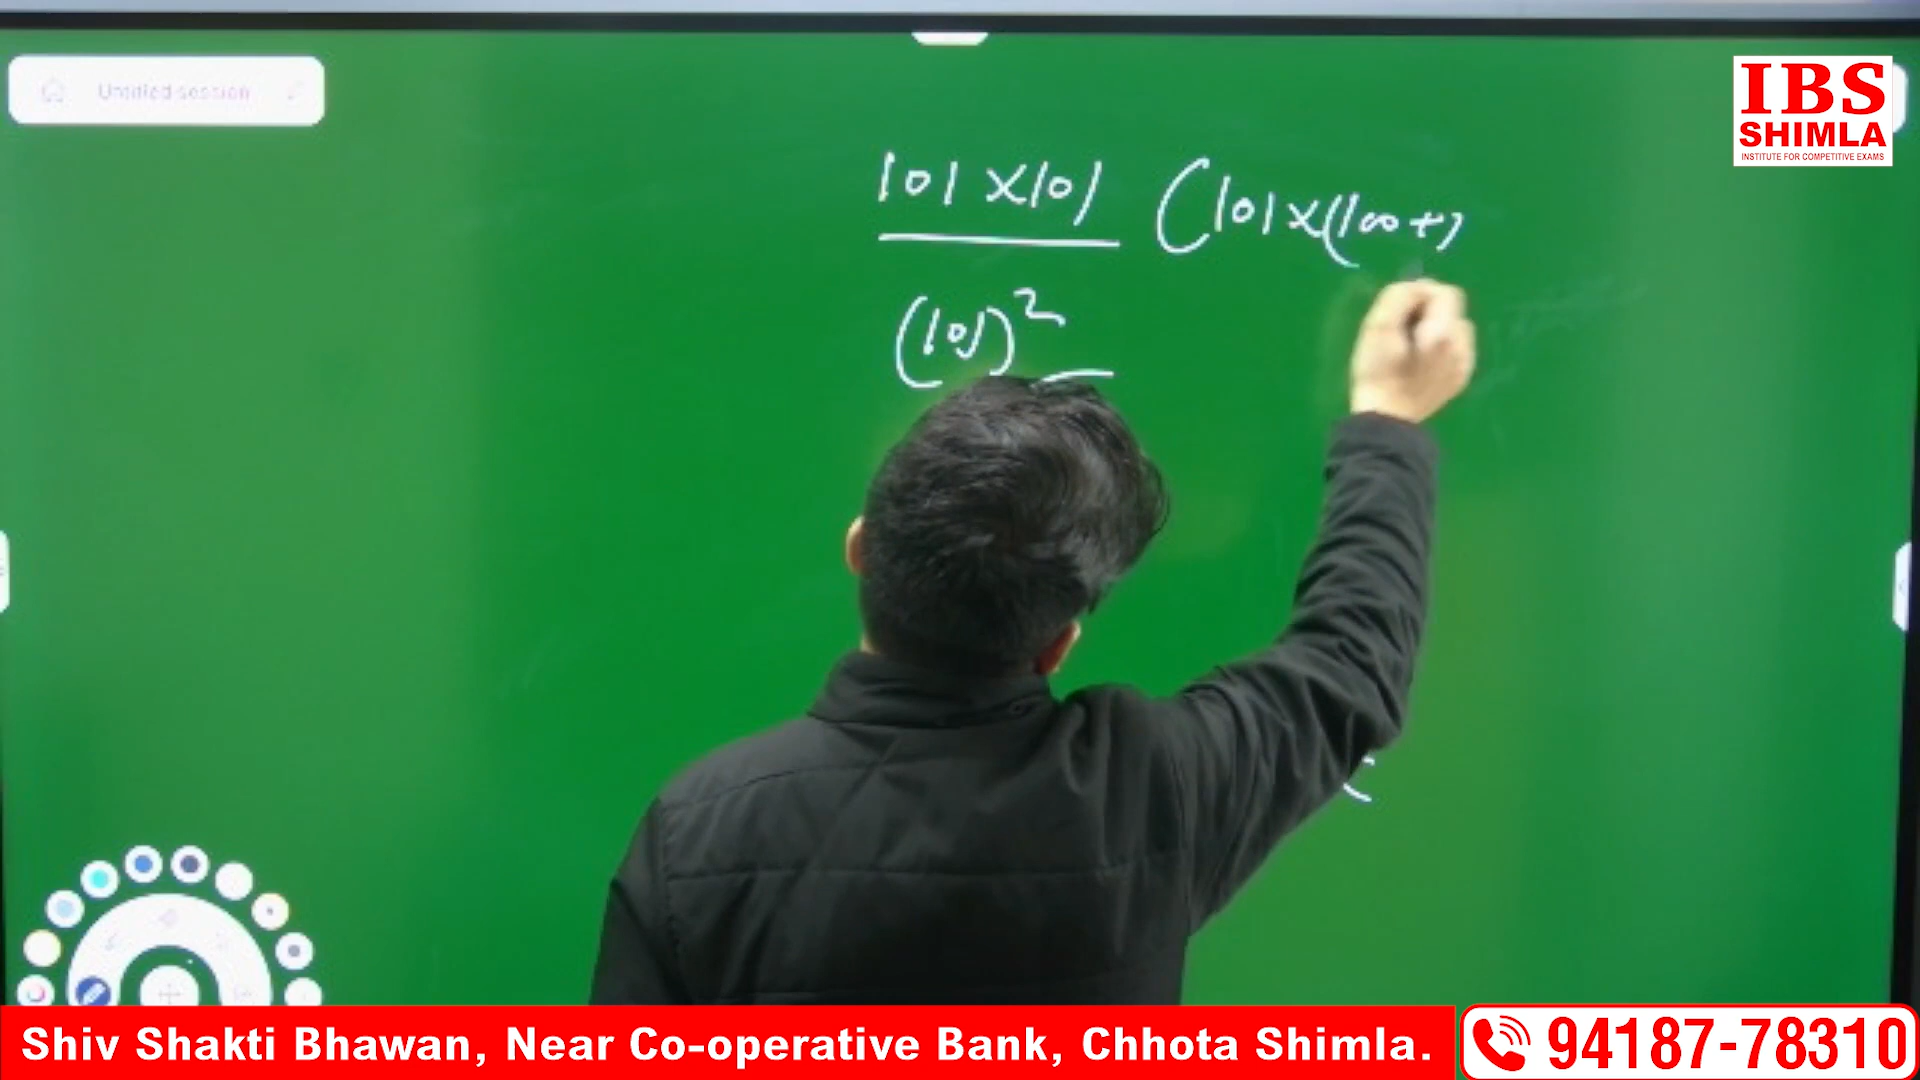 Untitled session
IBS
SHIMLA
INSTITUTE FOR COMPETITIVE EXAMS
101 X 101 (101 X (100 + 1
(101)²
Shiv Shakti Bhawan, Near Co-operative Bank, Chhota Shimla.
94187-78310